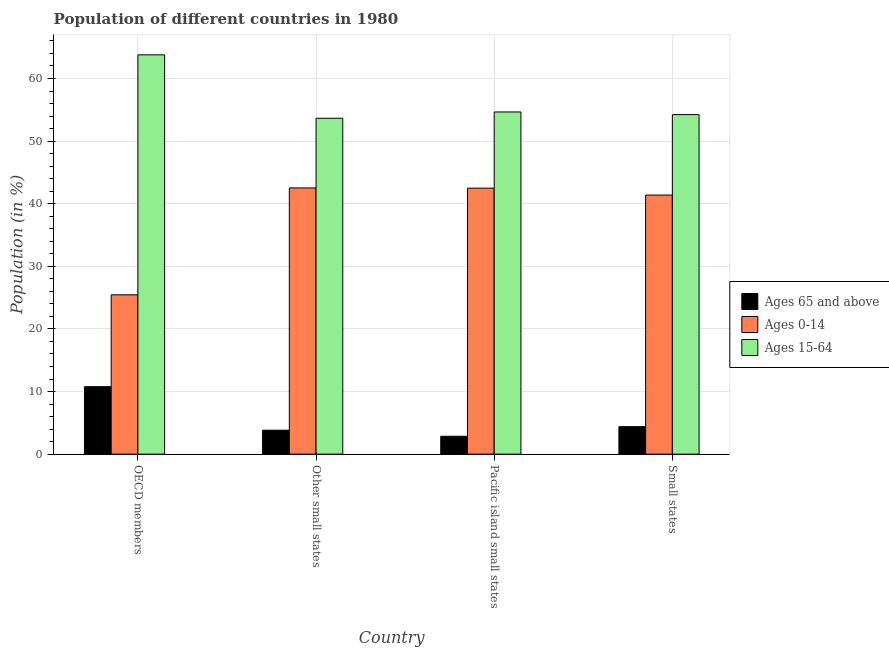 Population of different countries in 1980
Population (in %)
60
50
40
30
20
10
0
OECD members
Other small states
Pacific island small states
Small states
Country
Ages 65 and above
Ages 0-14
Ages 15-64